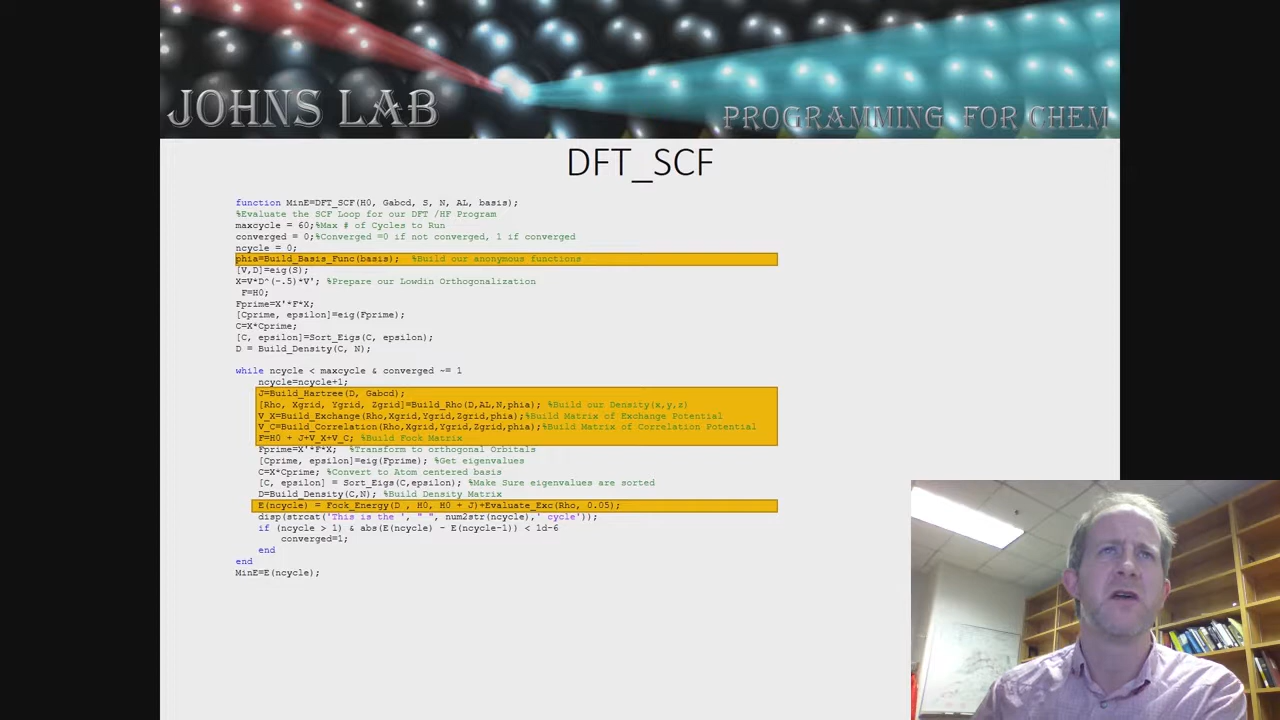 JOHNS LAB
PROGRAMMING FOR CHEM
DFT_SCF
function MinE=DFT_SCF(H0, Gabcd, S, N, AL, basis);
%Evaluate the SCF Loop for our DFT /HF Program
maxcycle = 60;%Max # of Cycles to Run
converged = 0;%Converged =0 if not converged, 1 if converged
ncycle = 0;
phia=Build_Basis_Func(basis);  %Build our anonymous functions
[V,D]=eig(S);
X=V*D^(-.5)*V'; %Prepare our Lowdin Orthogonalization
F=H0;
Fprime=X'*F*X;
[Cprime, epsilon]=eig(Fprime);
C=X*Cprime;
[C, epsilon]=Sort_Eigs(C, epsilon);
D = Build_Density(C, N);
while ncycle < maxcycle & converged ~= 1
ncycle=ncycle+1;
J=Build_Hartree(D, Gabcd);
[Rho, Xgrid, Ygrid, Zgrid]=Build_Rho(D,AL,N,phia); %Build our Density(x,y,z)
V_X=Build_Exchange(Rho,Xgrid,Ygrid,Zgrid,phia);%Build Matrix of Exchange Potential
V_C=Build_Correlation(Rho,Xgrid,Ygrid,Zgrid,phia);%Build Matrix of Correlation Potential
F=H0 + J+V_X+V_C; %Build Fock Matrix
Fprime=X'*F*X;  %Transform to orthogonal Orbitals
[Cprime, epsilon]=eig(Fprime); %Get eigenvalues
C=X*Cprime; %Convert to Atom centered basis
[C, epsilon] = Sort_Eigs(C,epsilon); %Make Sure eigenvalues are sorted
D=Build_Density(C,N); %Build Density Matrix
E(ncycle) = Fock_Energy(D , H0, H0 + J)+Evaluate_Exc(Rho, 0.05);
disp(strcat('This is the ', " ", num2str(ncycle),' cycle'));
if (ncycle > 1) & abs(E(ncycle) - E(ncycle-1)) < 1d-6
converged=1;
end
end
MinE=E(ncycle);